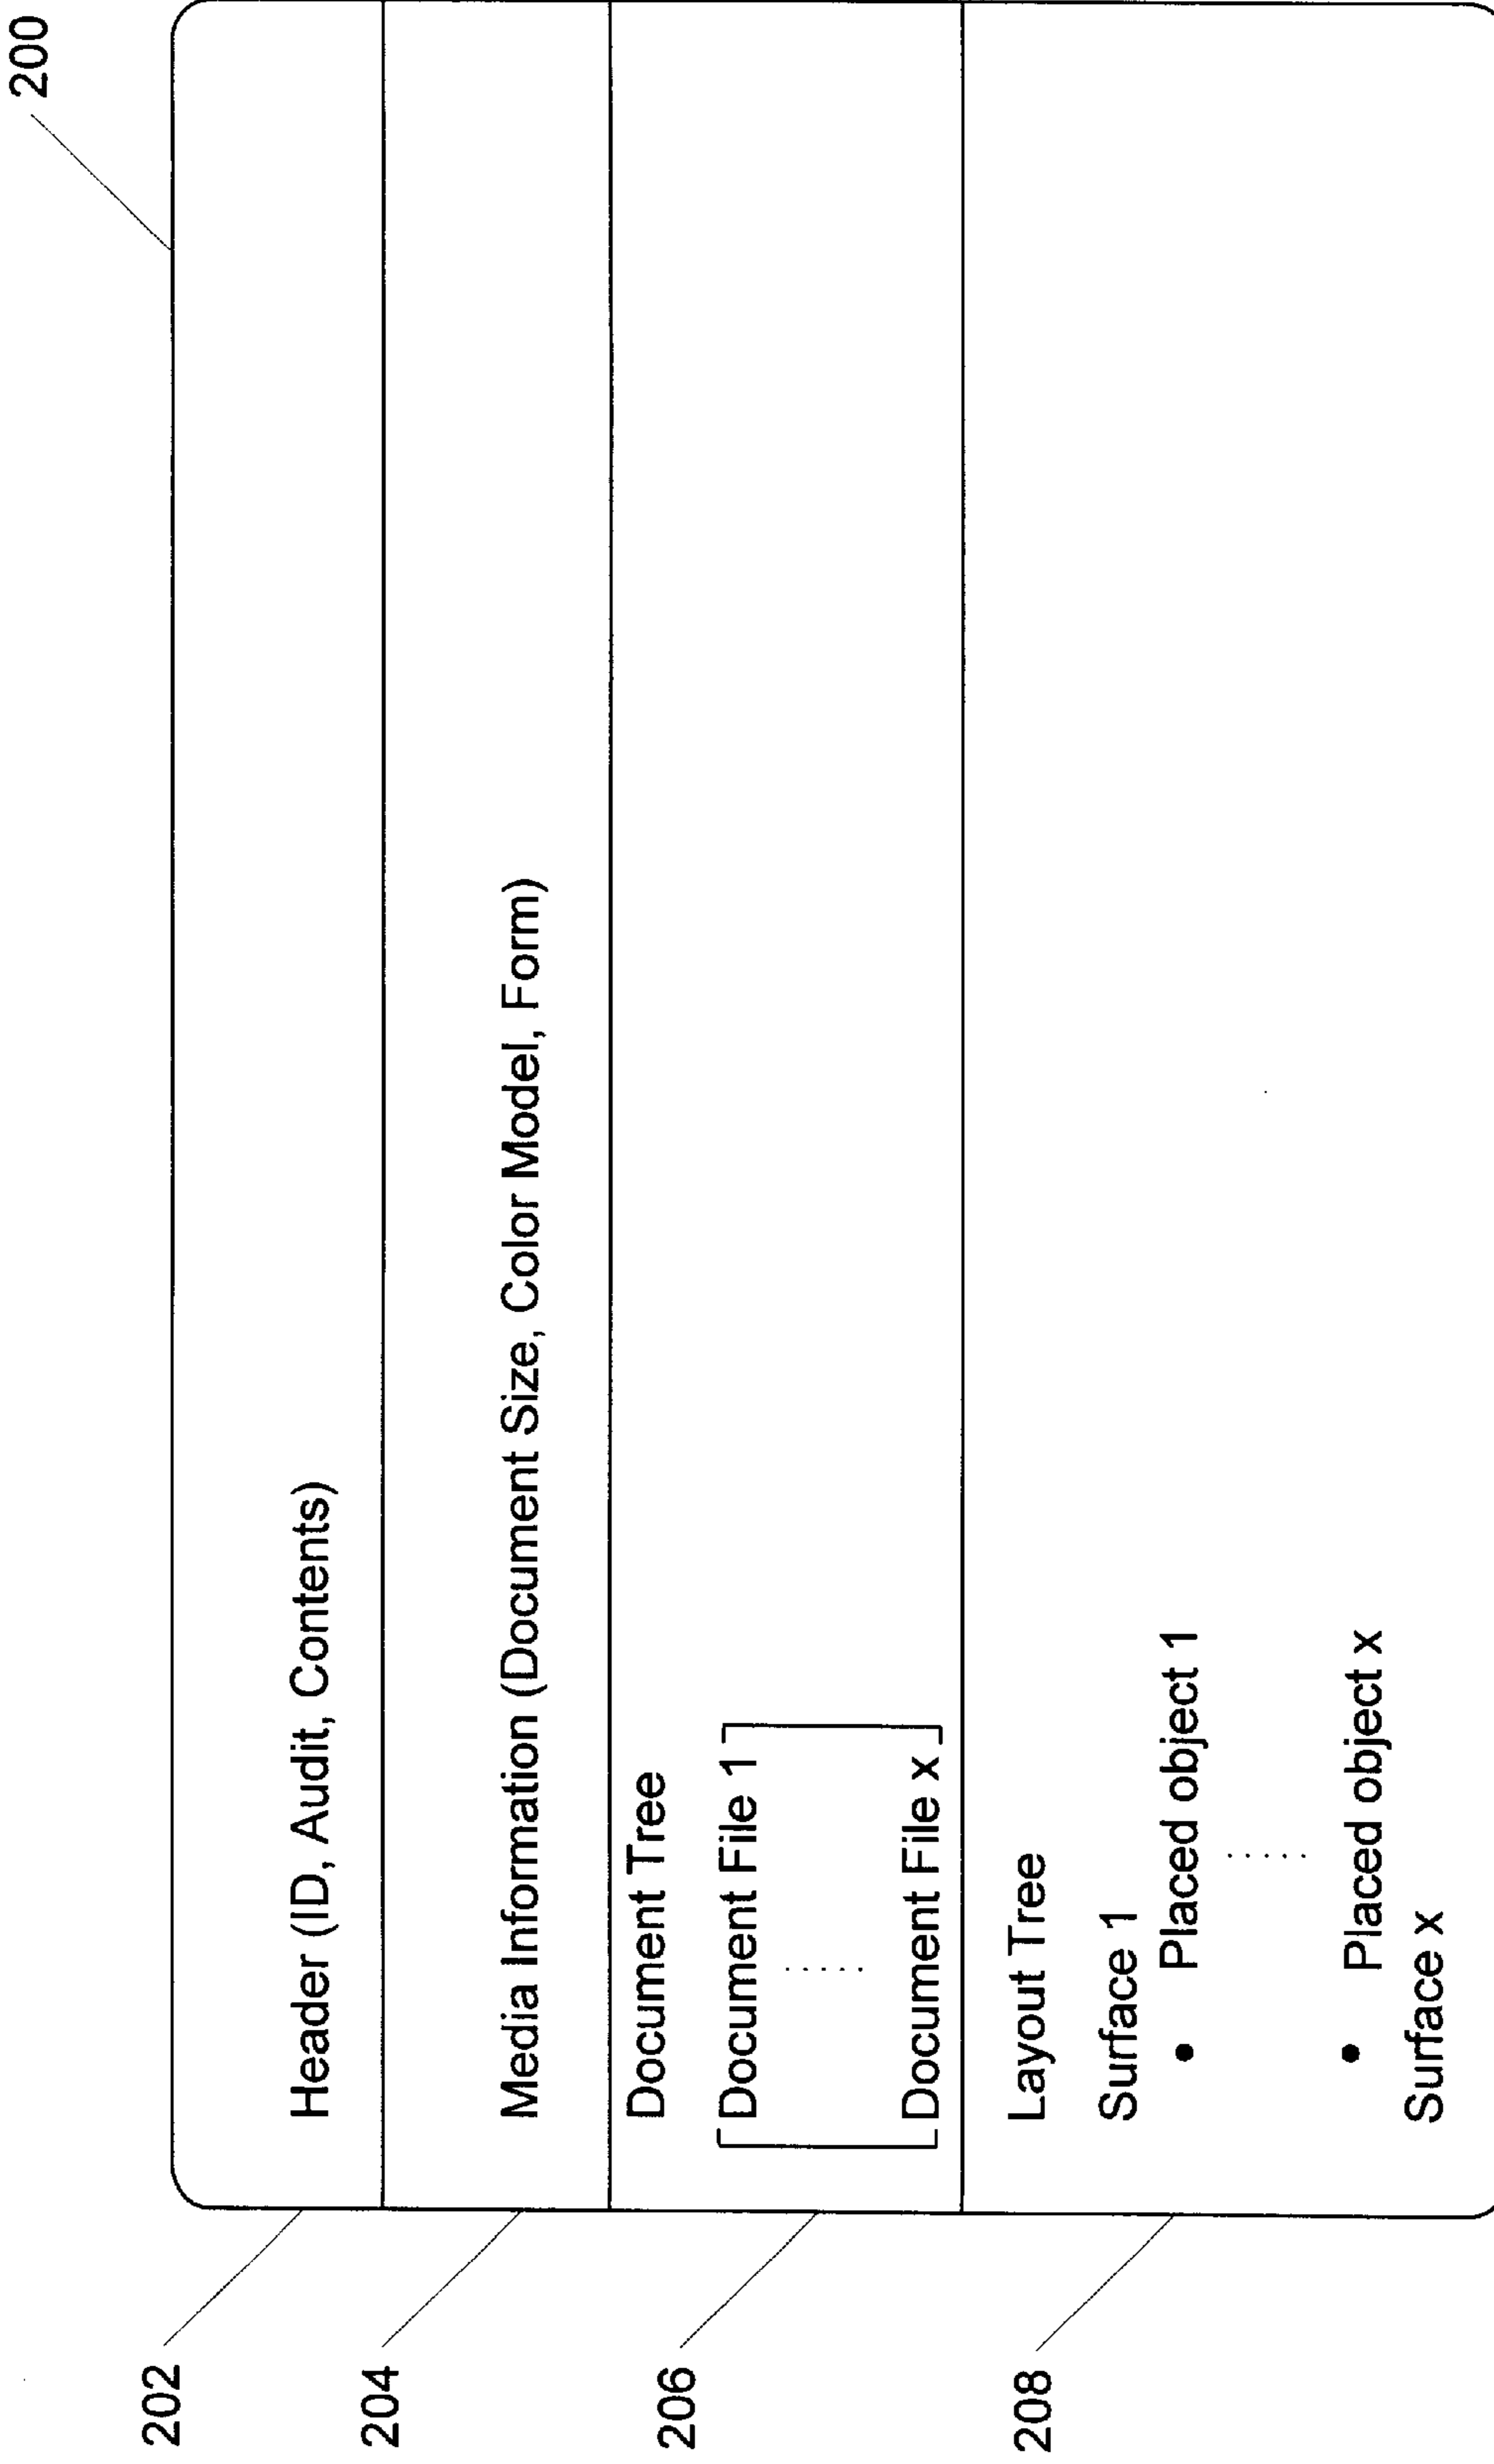 200
202
Header (ID, Audit, Contents)
204
Media Information (Document Size, Color Model, Form)
206
Document Tree
Document File 1
.....
Document File x
208
Layout Tree
Surface 1
• Placed object 1
.....
• Placed object x
Surface x